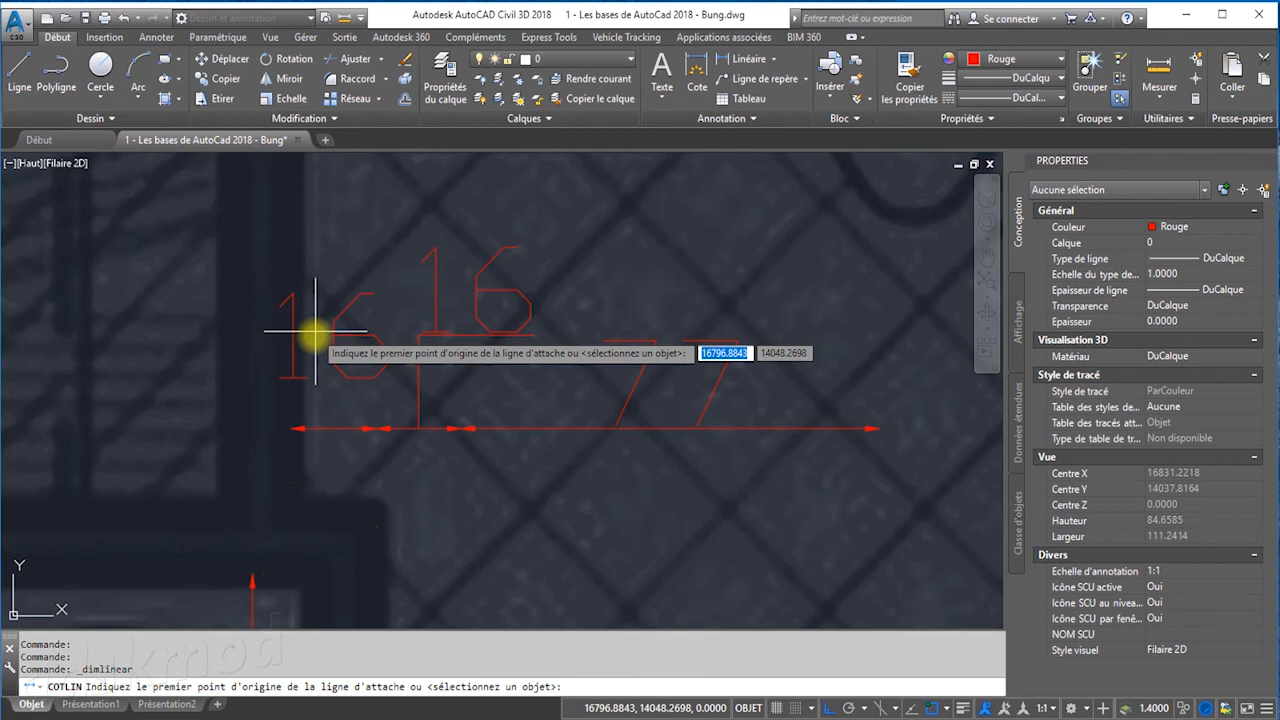 Dessin et annotation
Autodesk AutoCAD Civil 3D 2018 1 - Les bases de AutoCad 2018 - Bung.dwg
Entrez mot-clé ou expression
Se connecter
C3D
Début Insertion Annoter Paramétrique Vue Gérer Sortie Autodesk 360 Compléments Express Tools Vehicle Tracking Applications associées BIM 360
Ligne Polyligne Cercle Arc
Déplacer Rotation Ajuster
Copier Miroir Raccord
Etirer Echelle Réseau
Propriétés du calque
0
Rendre courant
Copier le calque
Texte Cote
Linéaire
Ligne de repère
Tableau
Insérer
Copier les propriétés
Rouge
DuCalqu
DuCal...
Grouper
Mesurer
Coller
Dessin Modification Calques Annotation Bloc Propriétés Groupes Utilitaires Presse-papiers
Début 1 - Les bases de AutoCad 2018 - Bung*
[−][Haut][Filaire 2D]
16
16
77
Indiquez le premier point d'origine de la ligne d'attache ou <sélectionnez un objet>: 16796.8843 14048.2698
Y
X
PROPERTIES
Aucune sélection
Conception
Affichage
Données étendues
Classe d'objets
Général
Couleur Rouge
Calque 0
Type de ligne DuCalque
Echelle du type de... 1.0000
Epaisseur de ligne DuCalque
Transparence DuCalque
Epaisseur 0.0000
Visualisation 3D
Matériau DuCalque
Style de tracé
Style de tracé ParCouleur
Table des styles de... Aucune
Table des tracés att... Objet
Type de table de tr... Non disponible
Vue
Centre X 16831.2218
Centre Y 14037.8164
Centre Z 0.0000
Hauteur 84.6585
Largeur 111.2414
Divers
Echelle d'annotation 1:1
Icône SCU active Oui
Icône SCU au nivea... Oui
Icône SCU par fenê... Oui
NOM SCU
Style visuel Filaire 2D
Commande:
Commande:
Commande: _dimlinear
COTLIN Indiquez le premier point d'origine de la ligne d'attache ou <sélectionnez un objet>:
Objet Présentation1 Présentation2
16796.8843, 14048.2698, 0.0000 OBJET 1:1 1.4000